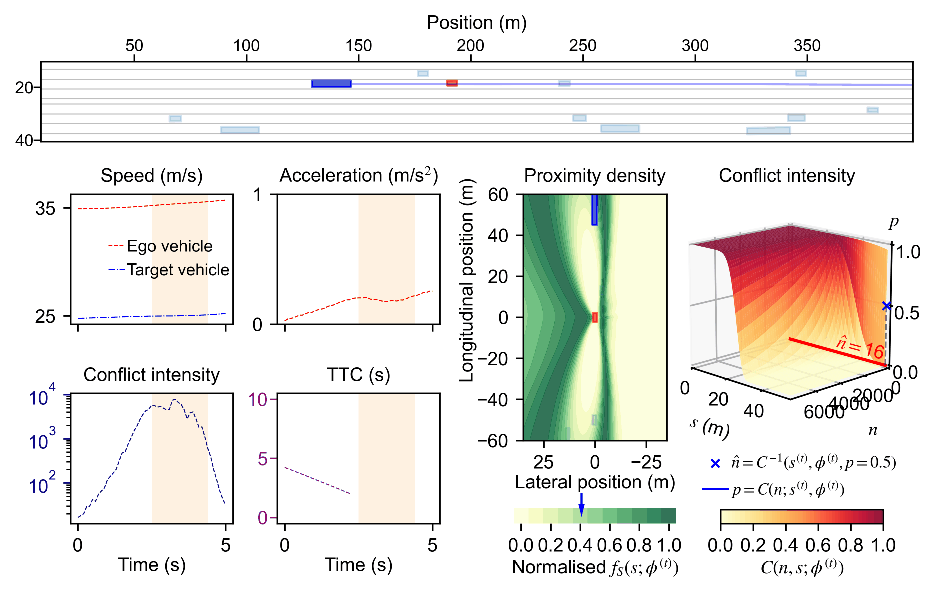 Position (m)
50 100 150 200 250 300 350
20
40
Speed (m/s)
35
25
Ego vehicle
Target vehicle
Acceleration (m/s²)
1
0
Conflict intensity
10⁴
10³
10²
0 5
Time (s)
TTC (s)
10
5
0
0 5
Time (s)
Proximity density
Longitudinal position (m)
60
40
20
0
−20
−40
−60
25 0 −25
Lateral position (m)
0.0 0.2 0.4 0.6 0.8 1.0
Normalised f_S(s; ϕ^(t))
Conflict intensity
p
1.0
0.5
0.0
n̂ = 16
0 20 40
s (m)
6000 4000 2000 0
n
n̂ = C⁻¹(s^(t), ϕ^(t), p = 0.5)
p = C(n; s^(t), ϕ^(t))
0.0 0.2 0.4 0.6 0.8 1.0
C(n, s; ϕ^(t))